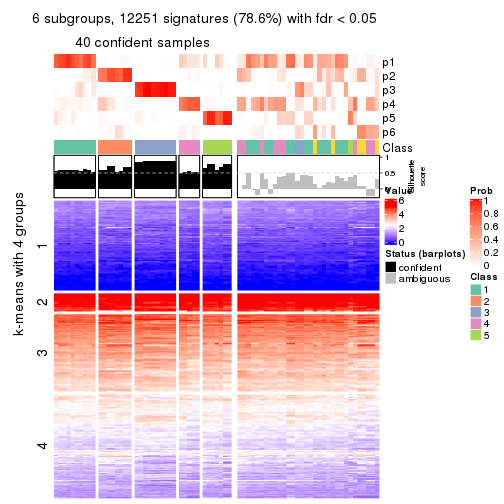 6 subgroups, 12251 signatures (78.6%) with fdr < 0.05
40 confident samples
p1
p2
p3
p4
p5
p6
Class
1
0.5
0
Silhouette
score
k-means with 4 groups
1
2
3
4
Value
6
4
2
0
Status (barplots)
confident
ambiguous
Prob
1
0.8
0.6
0.4
0.2
0
Class
1
2
3
4
5